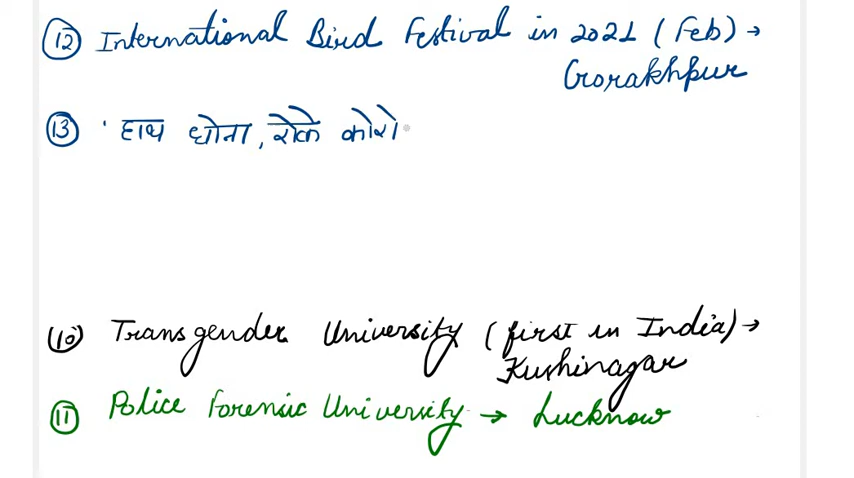 (12) International Bird Festival in 2021 (Feb) →
Gorakhpur
(13) ' हाथ धोना, रोके कोरो
(10) Transgender University (first in India) →
Kushinagar
(11) Police Forensic University → Lucknow